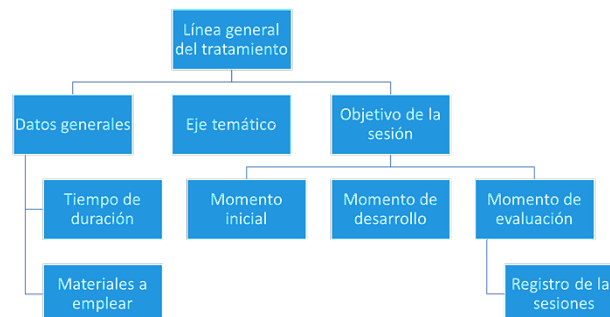 Línea general
del tratamiento
Datos generales
Eje temático
Objetivo de la
sesión
Tiempo de
duración
Momento
inicial
Momento de
desarrollo
Momento de
evaluación
Materiales a
emplear
Registro de la
sesiones